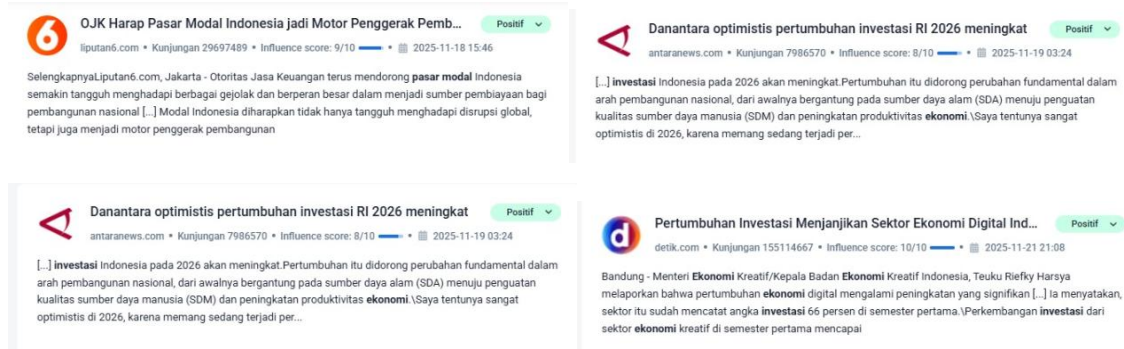 OJK Harap Pasar Modal Indonesia jadi Motor Penggerak Pemb...
Positif
liputan6.com • Kunjungan 29697489 • Influence score: 9/10 • 2025-11-18 15:46
SelengkapnyaLiputan6.com, Jakarta - Otoritas Jasa Keuangan terus mendorong pasar modal Indonesia
semakin tangguh menghadapi berbagai gejolak dan berperan besar dalam menjadi sumber pembiayaan bagi
pembangunan nasional [...] Modal Indonesia diharapkan tidak hanya tangguh menghadapi disrupsi global,
tetapi juga menjadi motor penggerak pembangunan
Danantara optimistis pertumbuhan investasi RI 2026 meningkat
Positif
antaranews.com • Kunjungan 7986570 • Influence score: 8/10 • 2025-11-19 03:24
[...] investasi Indonesia pada 2026 akan meningkat.Pertumbuhan itu didorong perubahan fundamental dalam
arah pembangunan nasional, dari awalnya bergantung pada sumber daya alam (SDA) menuju penguatan
kualitas sumber daya manusia (SDM) dan peningkatan produktivitas ekonomi.\Saya tentunya sangat
optimistis di 2026, karena memang sedang terjadi per...
Danantara optimistis pertumbuhan investasi RI 2026 meningkat
Positif
antaranews.com • Kunjungan 7986570 • Influence score: 8/10 • 2025-11-19 03:24
[...] investasi Indonesia pada 2026 akan meningkat.Pertumbuhan itu didorong perubahan fundamental dalam
arah pembangunan nasional, dari awalnya bergantung pada sumber daya alam (SDA) menuju penguatan
kualitas sumber daya manusia (SDM) dan peningkatan produktivitas ekonomi.\Saya tentunya sangat
optimistis di 2026, karena memang sedang terjadi per...
Pertumbuhan Investasi Menjanjikan Sektor Ekonomi Digital Ind...
Positif
detik.com • Kunjungan 155114667 • Influence score: 10/10 • 2025-11-21 21:08
Bandung - Menteri Ekonomi Kreatif/Kepala Badan Ekonomi Kreatif Indonesia, Teuku Riefky Harsya
melaporkan bahwa pertumbuhan ekonomi digital mengalami peningkatan yang signifikan [...] Ia menyatakan,
sektor itu sudah mencatat angka investasi 66 persen di semester pertama.\Perkembangan investasi dari
sektor ekonomi kreatif di semester pertama mencapai